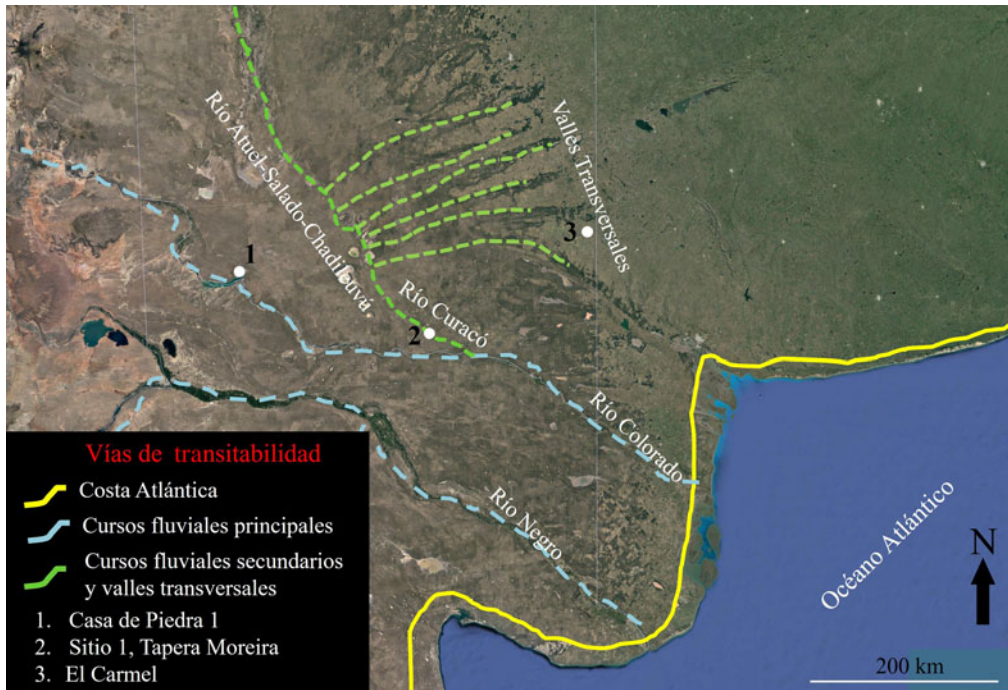 Río Atuel-Salado-Chadileuvú
Valles Transversales
1
3
Río Curacó
2
Río Colorado
Río Negro
Océano Atlántico
N
200 km
Vías de transitabilidad
Costa Atlántica
Cursos fluviales principales
Cursos fluviales secundarios
y valles transversales
1. Casa de Piedra 1
2. Sitio 1, Tapera Moreira
3. El Carmel